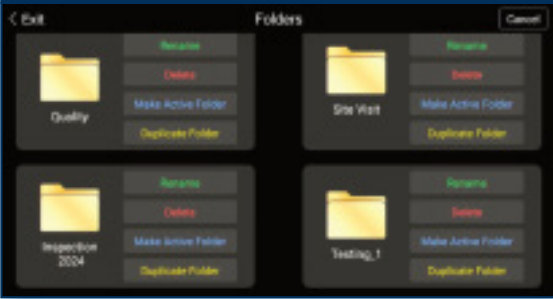 < Exit
Folders
Cancel
Rename
Delete
Make Active Folder
Duplicate Folder
Quality
Rename
Delete
Make Active Folder
Duplicate Folder
Site Visit
Rename
Delete
Make Active Folder
Duplicate Folder
Inspection
2024
Rename
Delete
Make Active Folder
Duplicate Folder
Testing_1